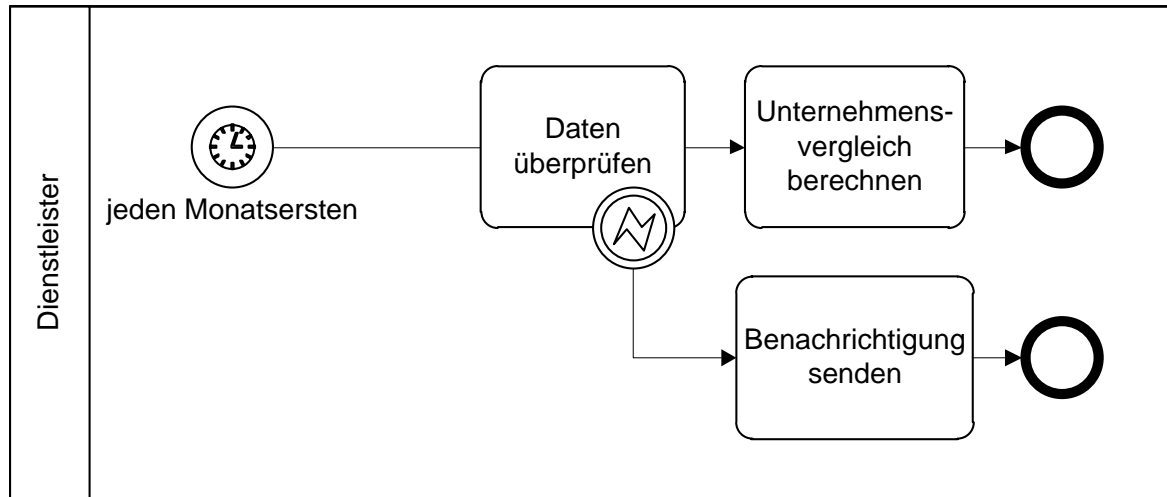 Dienstleister
jeden Monatsersten
Daten
überprüfen
Unternehmens-
vergleich
berechnen
Benachrichtigung
senden